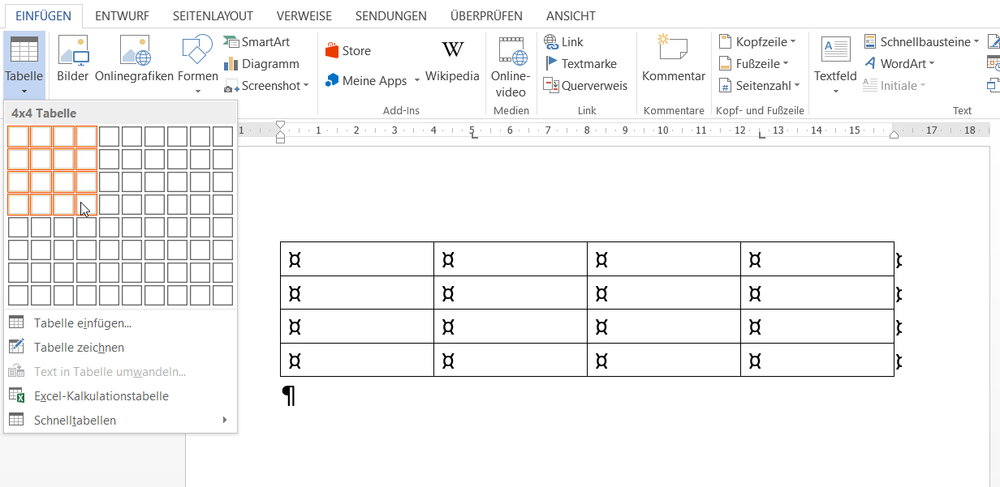 EINFÜGEN ENTWURF SEITENLAYOUT VERWEISE SENDUNGEN ÜBERPRÜFEN ANSICHT
Tabelle
Bilder
Onlinegrafiken
Formen
SmartArt
Diagramm
Screenshot
Store
Meine Apps
W
Wikipedia
Add-Ins
Online-
video
Medien
Link
Textmarke
Querverweis
Link
Kommentar
Kommentare
Kopfzeile
Fußzeile
Seitenzahl
Kopf- und Fußzeile
Textfeld
Schnellbausteine
WordArt
Initiale
Text
4x4 Tabelle
1 1 2 3 4 5 6 7 8 9 10 11 12 13 14 15 17 18
Tabelle einfügen...
Tabelle zeichnen
Text in Tabelle umwandeln...
Excel-Kalkulationstabelle
Schnelltabellen
¤ ¤ ¤ ¤ ¤
¤ ¤ ¤ ¤ ¤
¤ ¤ ¤ ¤ ¤
¤ ¤ ¤ ¤ ¤
¶